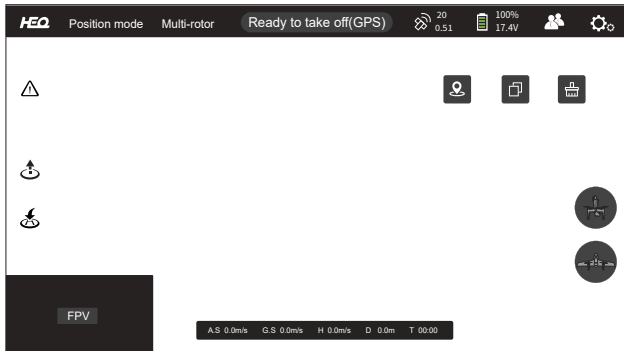 HEQ Position mode Multi-rotor Ready to take off(GPS) 20 100%
0.51 17.4V
FPV
A.S 0.0m/s G.S 0.0m/s H 0.0m/s D 0.0m T 00:00